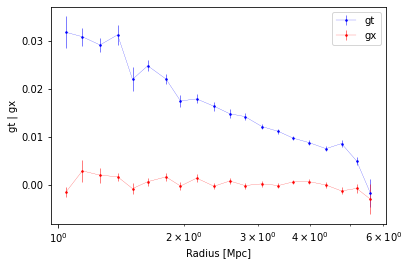 gt
gx
0.03
0.02
0.01
0.00
gt | gx
10⁰
2 × 10⁰
3 × 10⁰
4 × 10⁰
6 × 10⁰
Radius [Mpc]